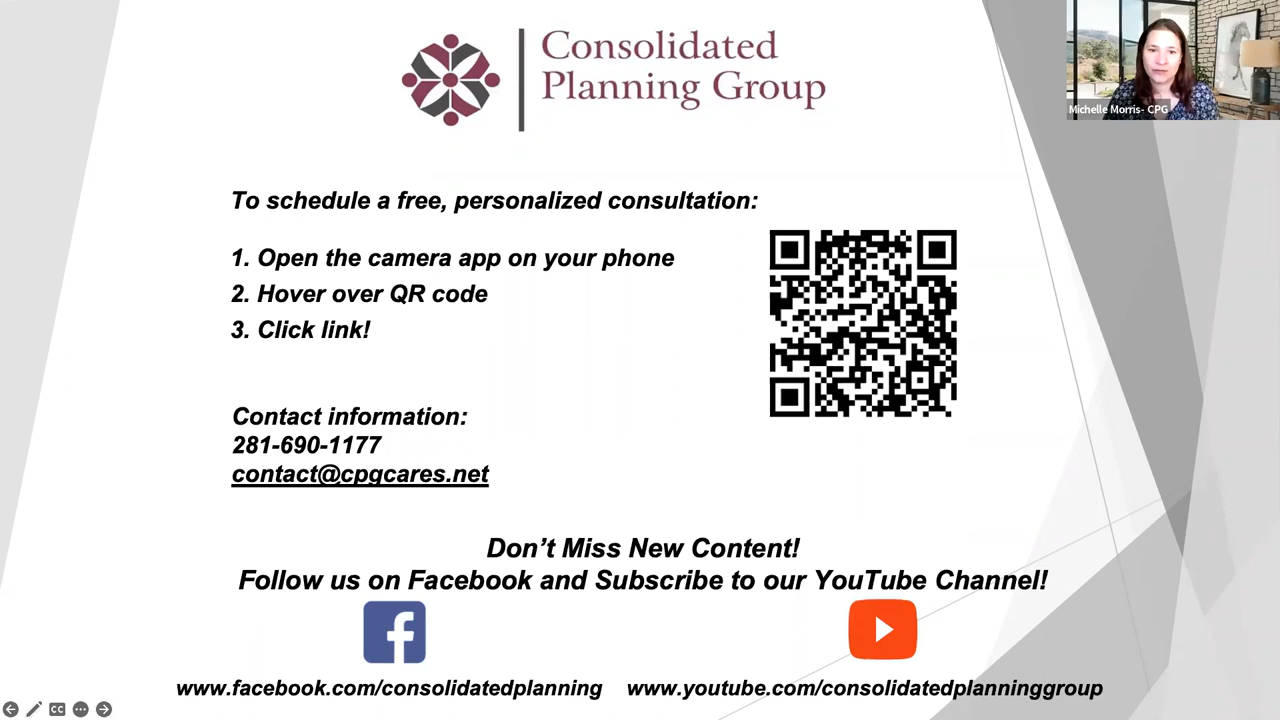 Consolidated
Planning Group
Michelle Morris- CPG
To schedule a free, personalized consultation:
1. Open the camera app on your phone
2. Hover over QR code
3. Click link!
Contact information:
281-690-1177
contact@cpgcares.net
Don’t Miss New Content!
Follow us on Facebook and Subscribe to our YouTube Channel!
f
www.facebook.com/consolidatedplanning www.youtube.com/consolidatedplanninggroup
CC